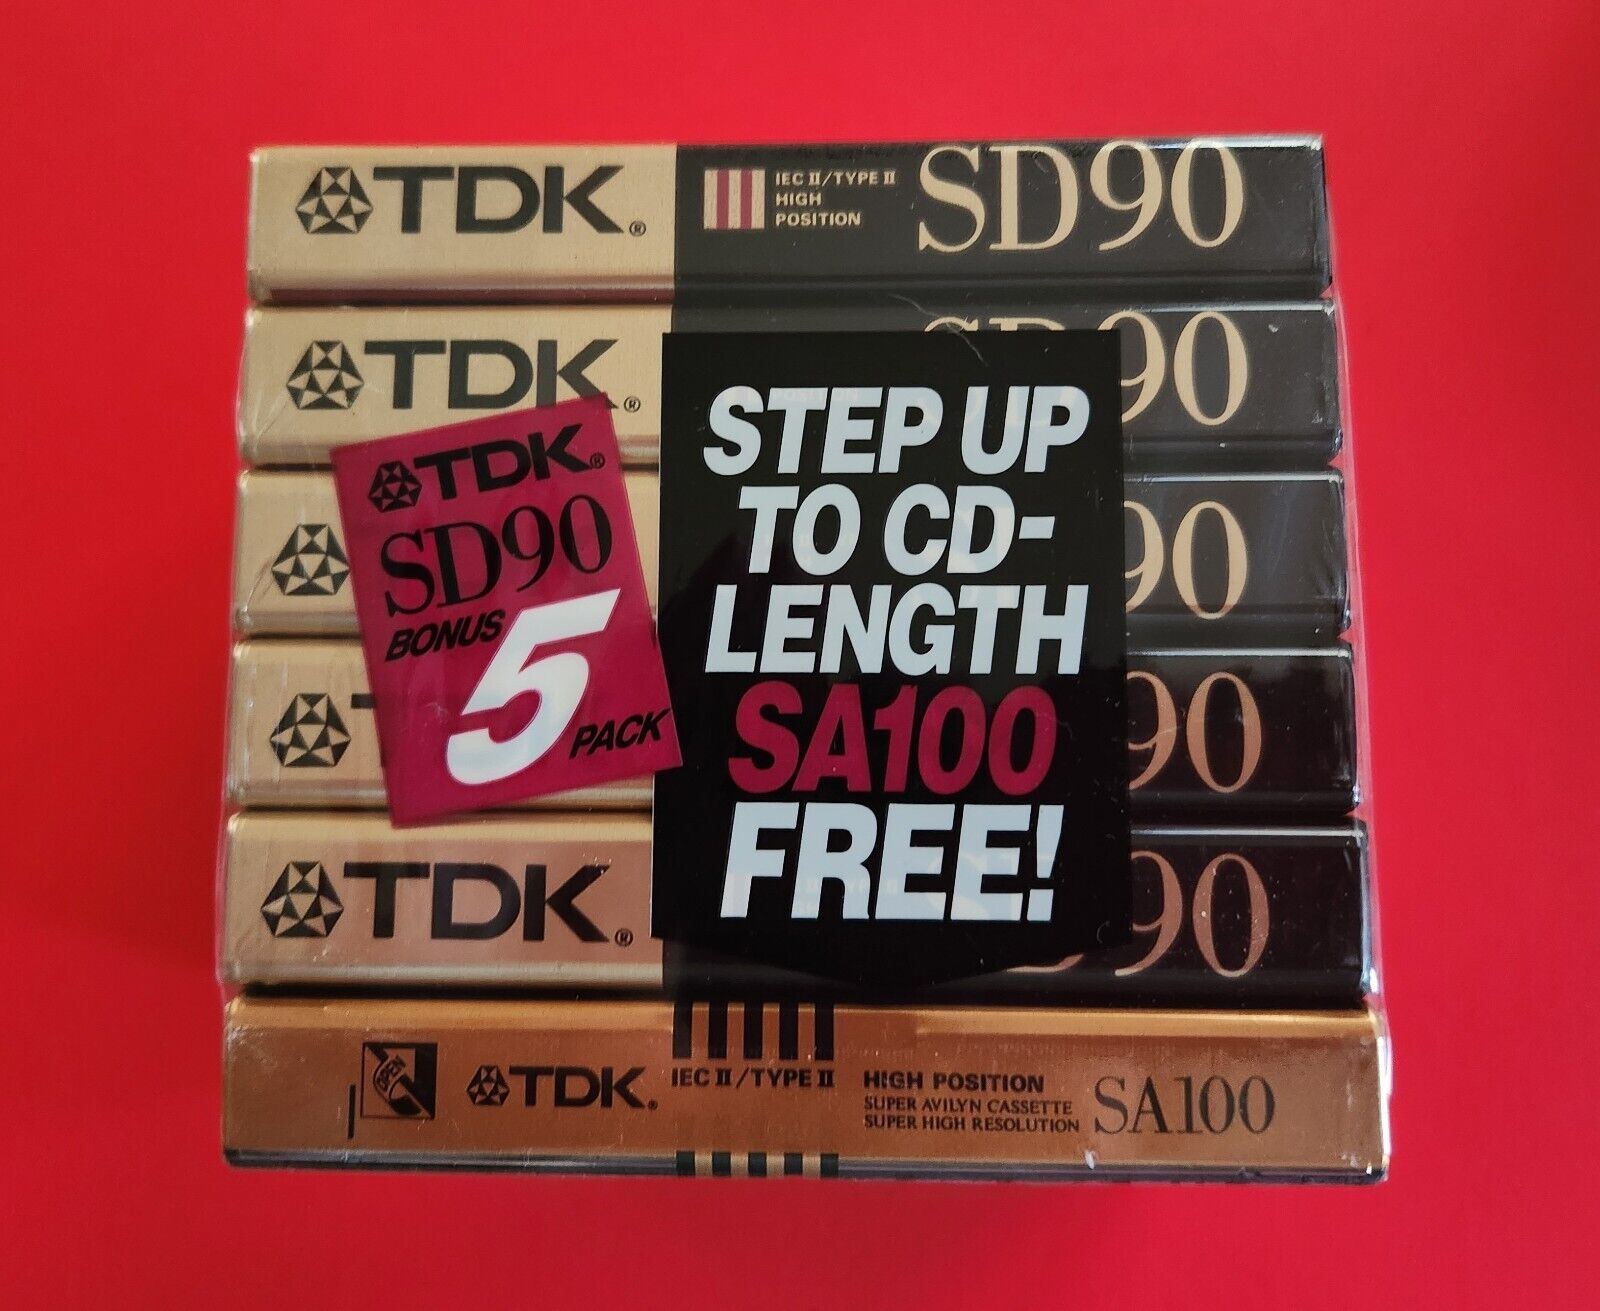 TDK®
IEC II/TYPE II
HIGH
POSITION
SD90
TDK®
90
TDK®
SD90
BONUS
5
PACK
STEP UP
TO CD-
LENGTH
SA100
FREE!
90
90
TDK®
90
OPEN
TDK®
IEC II/TYPE II
HIGH POSITION
SUPER AVILYN CASSETTE
SUPER HIGH RESOLUTION
SA100